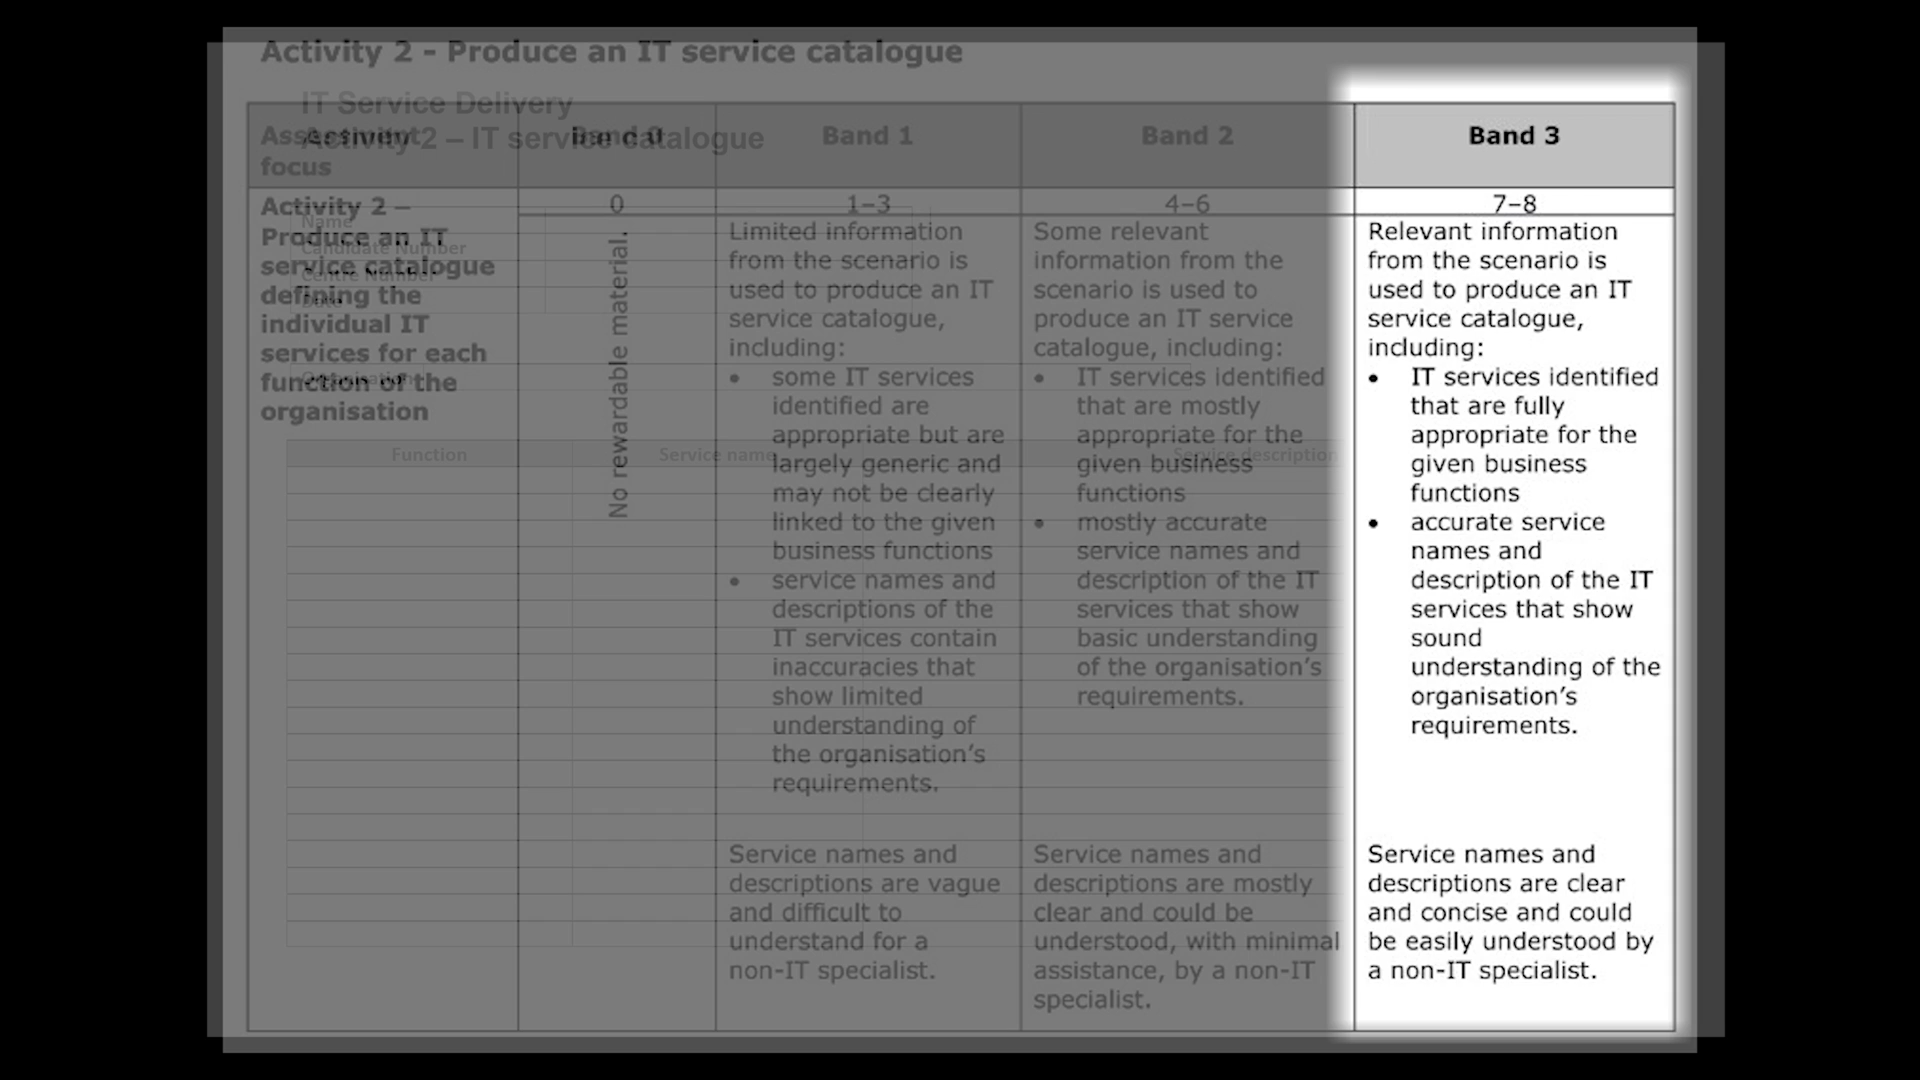 Activity 2 - Produce an IT service catalogue
IT Service Delivery
Activity 2 – IT service catalogue
Assessment
focus
Band 0
Band 1
Band 2
Band 3
Activity 2 –
Produce an IT
service catalogue
defining the
individual IT
services for each
function of the
organisation
Name
Candidate Number
Centre Number
Date
Organisation
Function
Service name
Service description
0
No rewardable material.
1–3
Limited information
from the scenario is
used to produce an IT
service catalogue,
including:
• some IT services
identified are
appropriate but are
largely generic and
may not be clearly
linked to the given
business functions
• service names and
descriptions of the
IT services contain
inaccuracies that
show limited
understanding of
the organisation’s
requirements.
Service names and
descriptions are vague
and difficult to
understand for a
non-IT specialist.
4–6
Some relevant
information from the
scenario is used to
produce an IT service
catalogue, including:
• IT services identified
that are mostly
appropriate for the
given business
functions
• mostly accurate
service names and
description of the IT
services that show
basic understanding
of the organisation’s
requirements.
Service names and
descriptions are mostly
clear and could be
understood, with minimal
assistance, by a non-IT
specialist.
7–8
Relevant information
from the scenario is
used to produce an IT
service catalogue,
including:
• IT services identified
that are fully
appropriate for the
given business
functions
• accurate service
names and
description of the IT
services that show
sound
understanding of the
organisation’s
requirements.
Service names and
descriptions are clear
and concise and could
be easily understood by
a non-IT specialist.